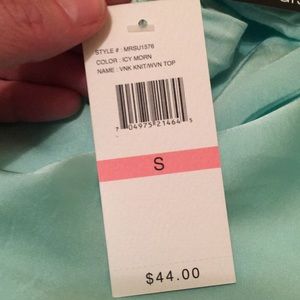 STYLE # : MRSU1576
COLOR : ICY MORN
NAME : VNK KNIT/WVN TOP
7 04975 21464 5
S
$44.00